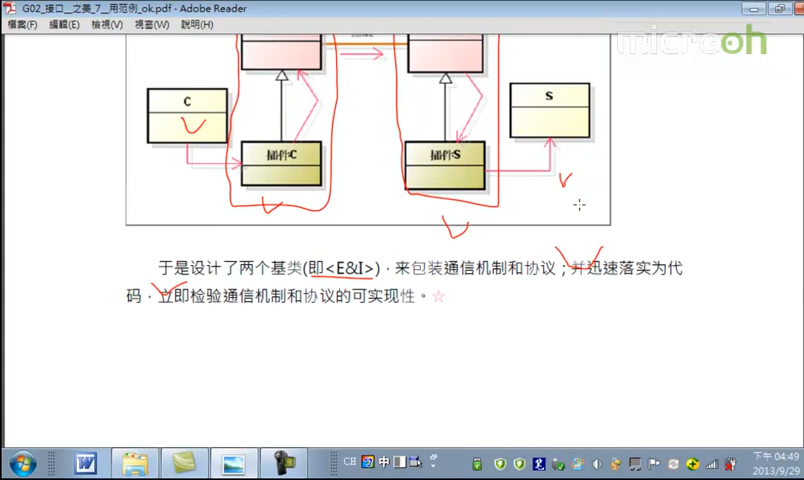 G02_接口__之美_7__用范例_ok.pdf - Adobe Reader
檔案(F) 編輯(E) 檢視(V) 視窗(W) 說明(H)
microoh
C
S
插件C
插件S
于是设计了两个基类(即<E&I>)，来包装通信机制和协议；并迅速落实为代
码，立即检验通信机制和协议的可实现性。☆
CH 中
下午 04:49
2013/9/29